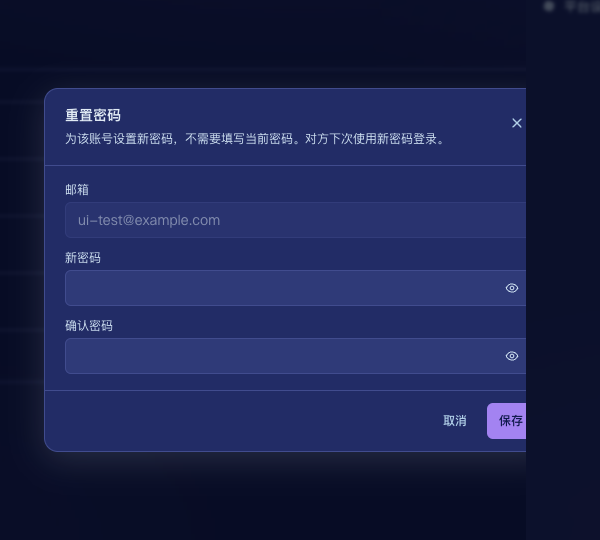 重置密码
为该账号设置新密码，不需要填写当前密码。对方下次使用新密码登录。
邮箱
ui-test@example.com
新密码
确认密码
取消
保存